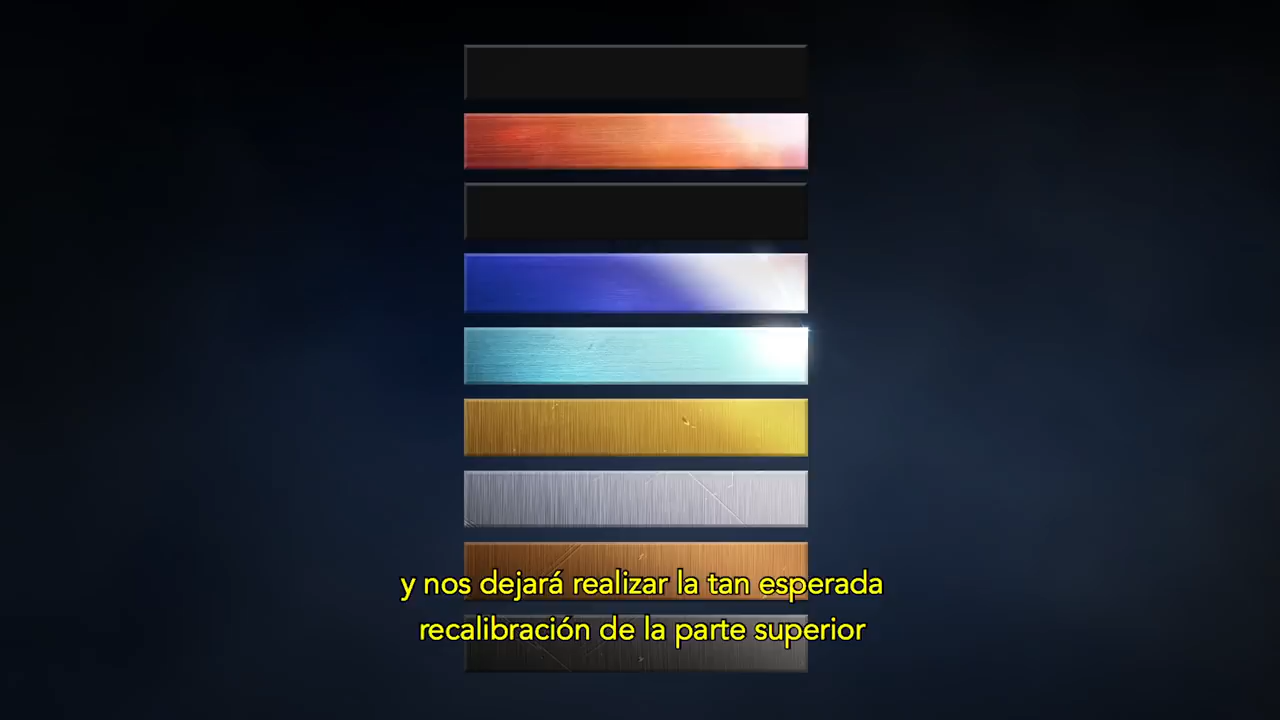 y nos dejará realizar la tan esperada
recalibración de la parte superior